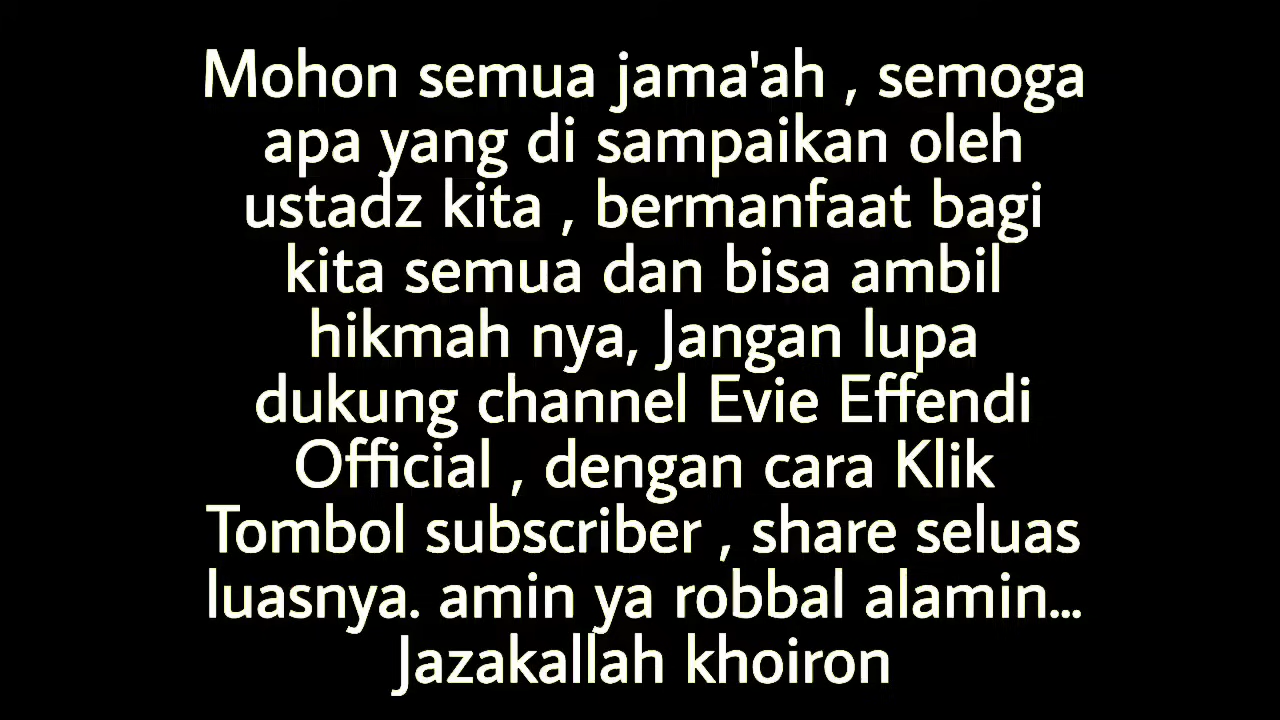 Mohon semua jama'ah , semoga
apa yang di sampaikan oleh
ustadz kita , bermanfaat bagi
kita semua dan bisa ambil
hikmah nya, Jangan lupa
dukung channel Evie Effendi
Official , dengan cara Klik
Tombol subscriber , share seluas
luasnya. amin ya robbal alamin...
Jazakallah khoiron